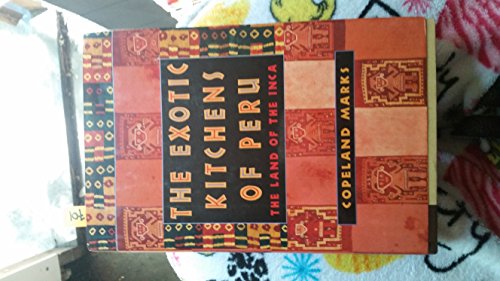 THE EXOTIC
KITCHENS
OF PERU
THE LAND OF THE INCA
COPELAND MARKS